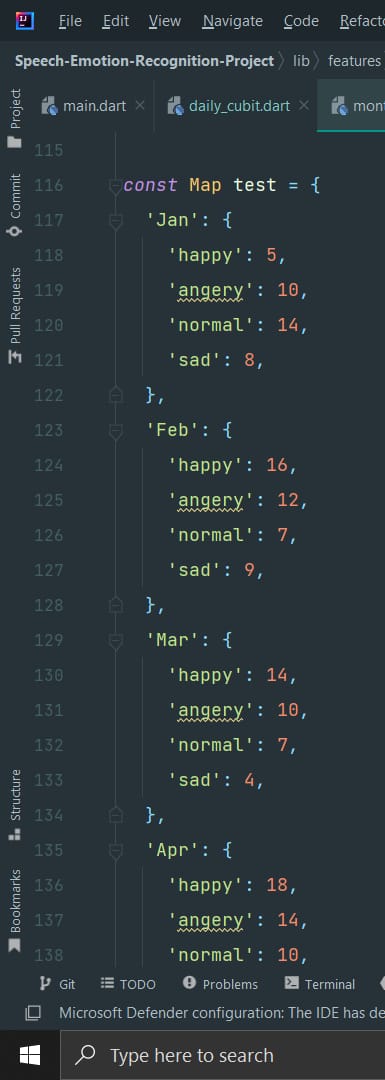 File Edit View Navigate Code Refacto
Speech-Emotion-Recognition-Project lib features
main.dart daily_cubit.dart mont
Project
Commit
Pull Requests
Structure
Bookmarks
115
116 const Map test = {
117 'Jan': {
118 'happy': 5,
119 'angery': 10,
120 'normal': 14,
121 'sad': 8,
122 },
123 'Feb': {
124 'happy': 16,
125 'angery': 12,
126 'normal': 7,
127 'sad': 9,
128 },
129 'Mar': {
130 'happy': 14,
131 'angery': 10,
132 'normal': 7,
133 'sad': 4,
134 },
135 'Apr': {
136 'happy': 18,
137 'angery': 14,
138 'normal': 10,
Git TODO Problems Terminal
Microsoft Defender configuration: The IDE has de
Type here to search